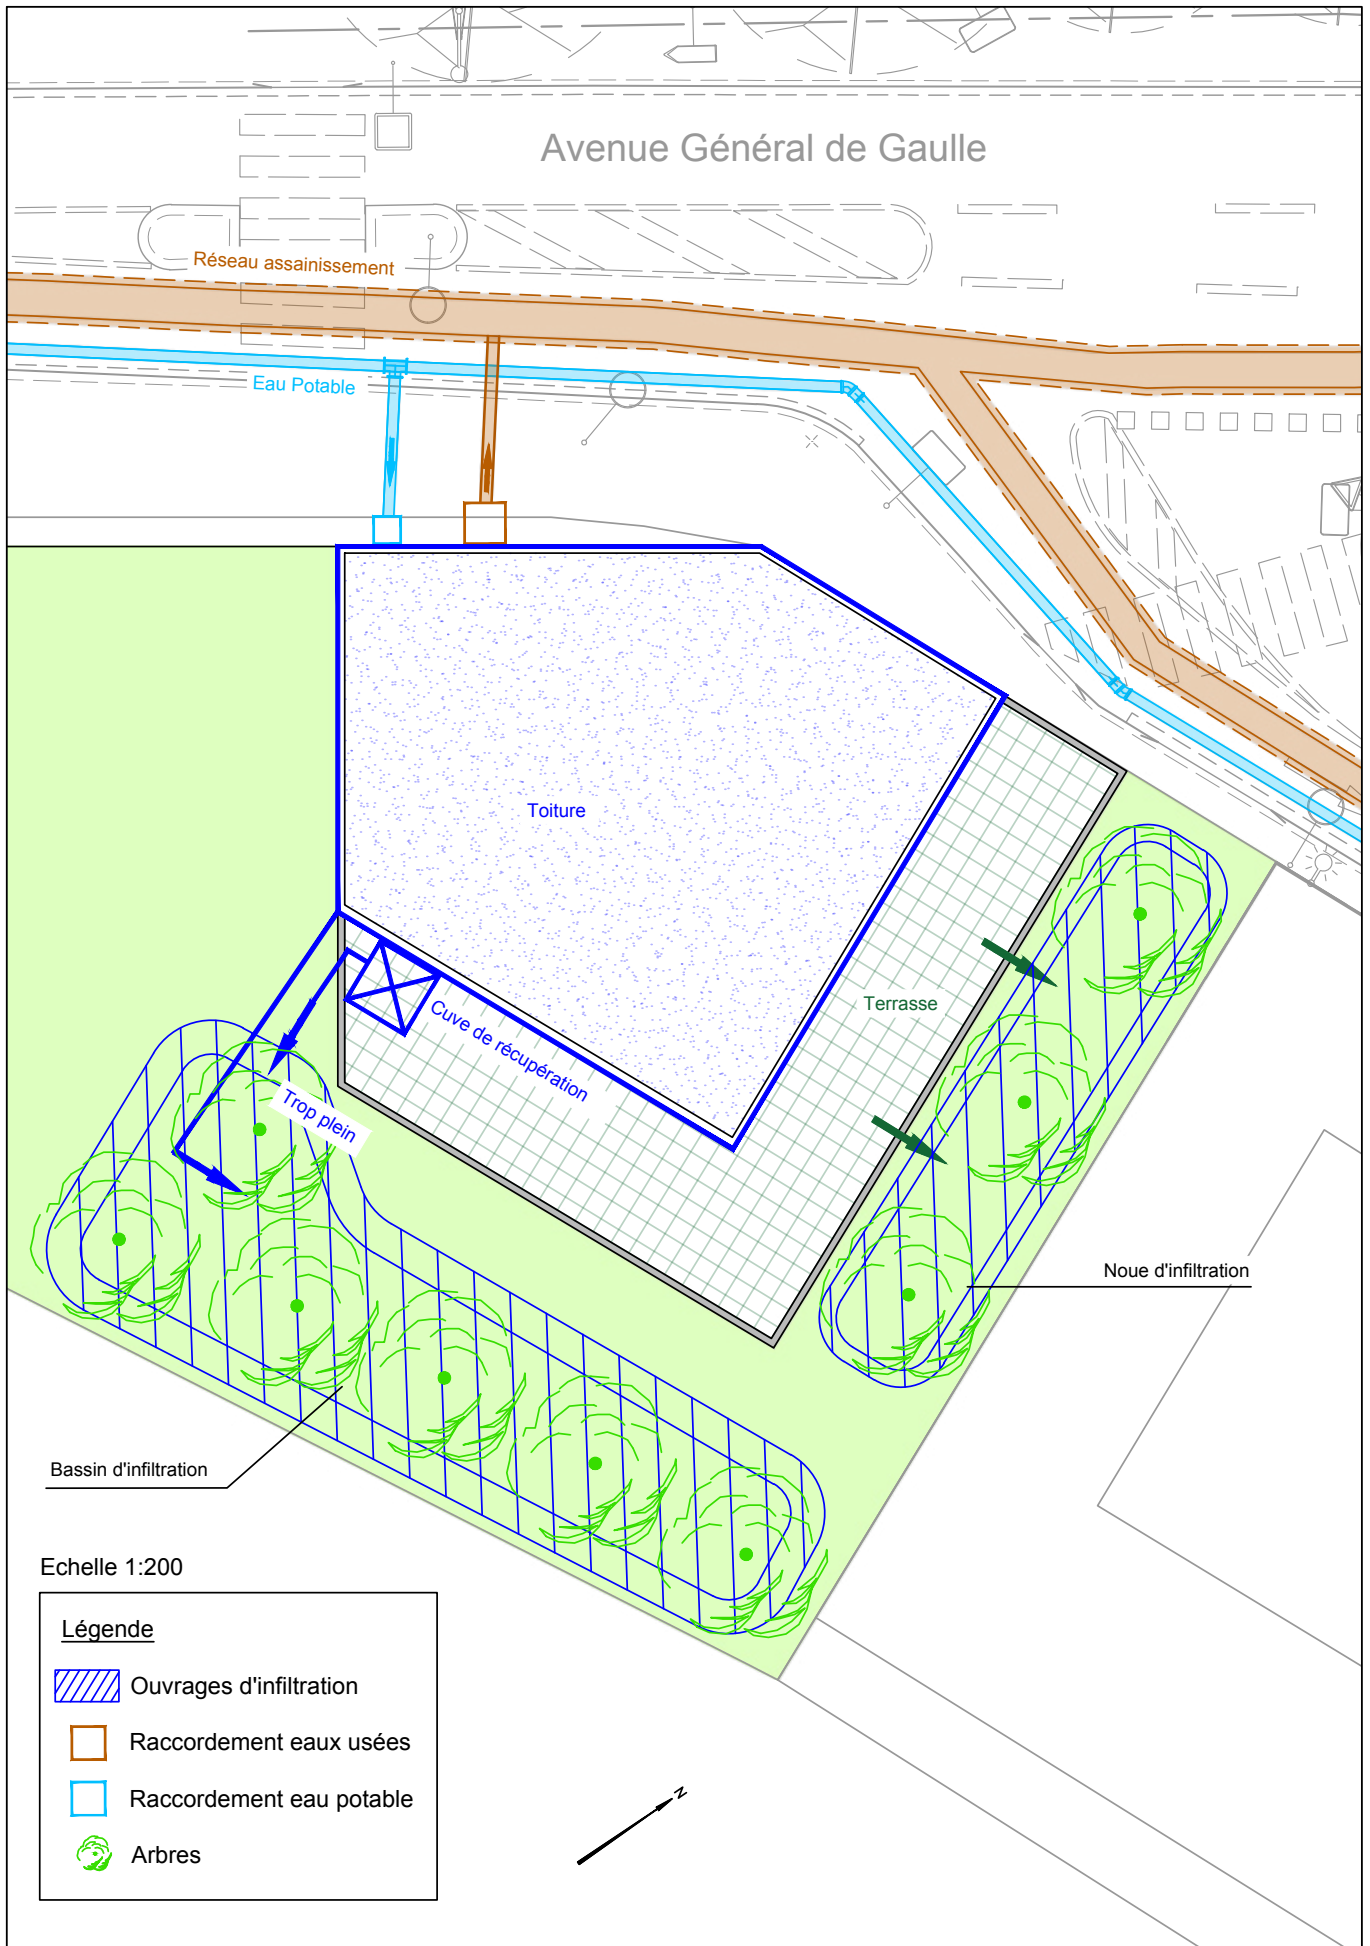 Avenue Général de Gaulle
Réseau assainissement
Eau Potable
Toiture
Terrasse
Cuve de récupération
Trop plein
Noue d'infiltration
Bassin d'infiltration
Echelle 1:200
Légende
Ouvrages d'infiltration
Raccordement eaux usées
Raccordement eau potable
Arbres
N